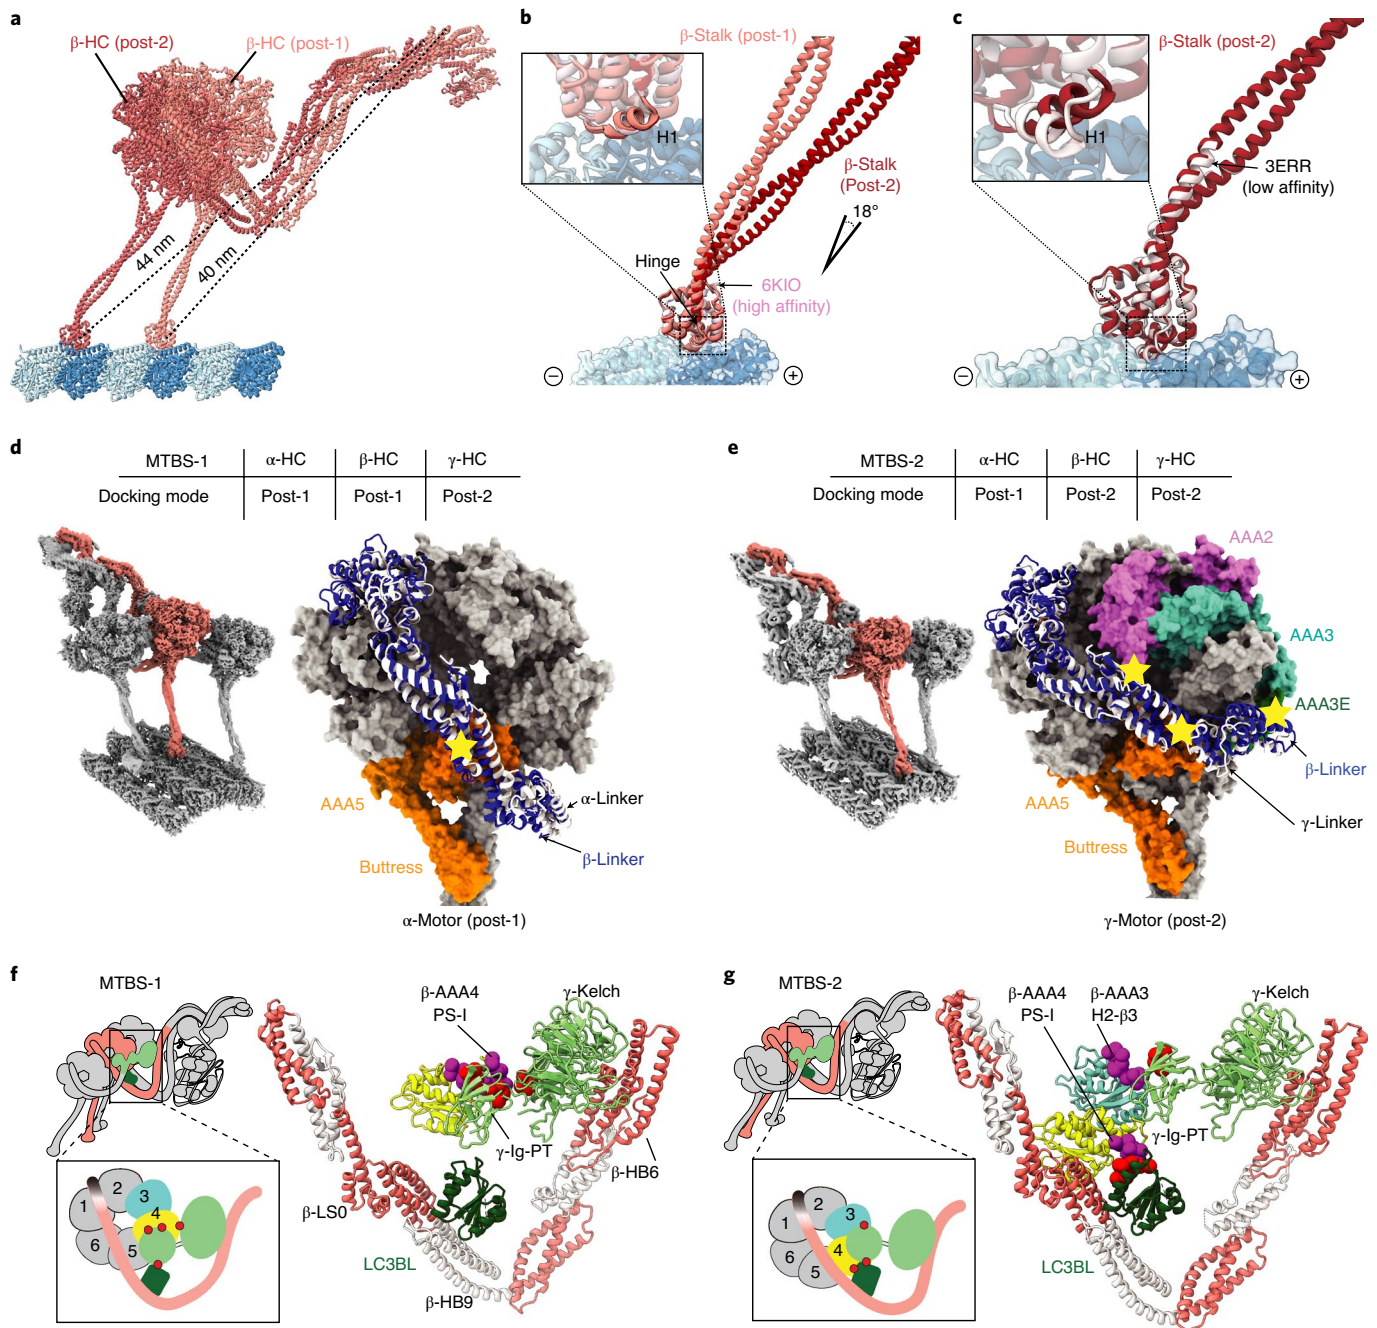 a
β-HC (post-2)
β-HC (post-1)
44 nm
40 nm
b
β-Stalk (post-1)
H1
β-Stalk
(Post-2)
18°
Hinge
6KIO
(high affinity)
−
+
c
β-Stalk (post-2)
H1
3ERR
(low affinity)
−
+
d
MTBS-1 α-HC β-HC γ-HC
Docking mode Post-1 Post-1 Post-2
AAA5
Buttress
α-Linker
β-Linker
α-Motor (post-1)
e
MTBS-2 α-HC β-HC γ-HC
Docking mode Post-1 Post-2 Post-2
AAA2
AAA3
AAA3E
β-Linker
γ-Linker
AAA5
Buttress
γ-Motor (post-2)
f
MTBS-1
1
2
3
4
5
6
β-AAA4
PS-I
γ-Kelch
γ-Ig-PT
β-HB6
β-LS0
LC3BL
β-HB9
g
MTBS-2
1
2
3
4
5
6
β-AAA4
PS-I
β-AAA3
H2-β3
γ-Kelch
γ-Ig-PT
LC3BL